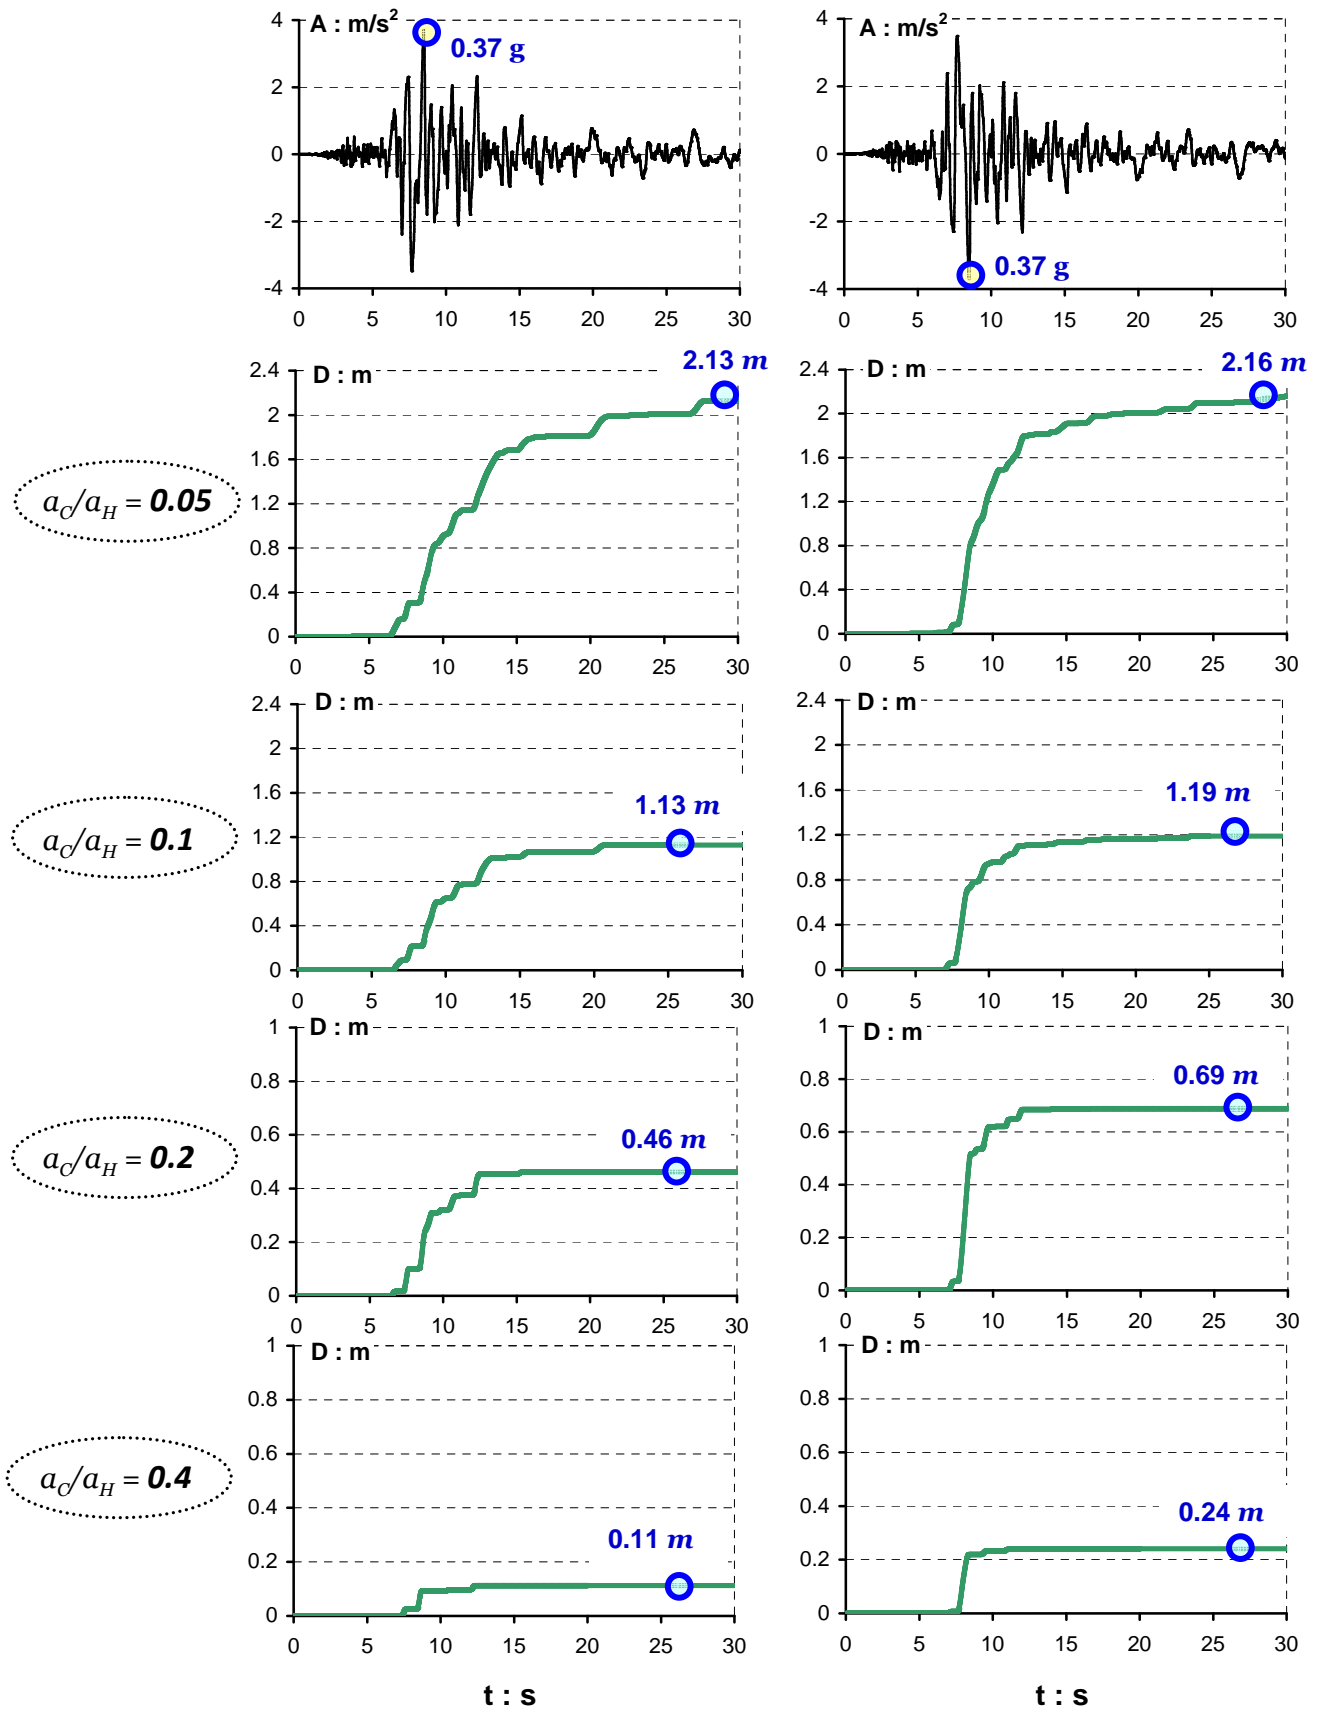 A : m/s²
0.37 g
4
2
0
-2
-4
0 5 10 15 20 25 30
A : m/s²
0.37 g
4
2
0
-2
-4
0 5 10 15 20 25 30
a_C/a_H = 0.05
D : m
2.13 m
2.4
2
1.6
1.2
0.8
0.4
0
0 5 10 15 20 25 30
D : m
2.16 m
2.4
2
1.6
1.2
0.8
0.4
0
0 5 10 15 20 25 30
a_C/a_H = 0.1
D : m
1.13 m
2.4
2
1.6
1.2
0.8
0.4
0
0 5 10 15 20 25 30
D : m
1.19 m
2.4
2
1.6
1.2
0.8
0.4
0
0 5 10 15 20 25 30
a_C/a_H = 0.2
D : m
0.46 m
1
0.8
0.6
0.4
0.2
0
0 5 10 15 20 25 30
D : m
0.69 m
1
0.8
0.6
0.4
0.2
0
0 5 10 15 20 25 30
a_C/a_H = 0.4
D : m
0.11 m
1
0.8
0.6
0.4
0.2
0
0 5 10 15 20 25 30
t : s
D : m
0.24 m
1
0.8
0.6
0.4
0.2
0
0 5 10 15 20 25 30
t : s